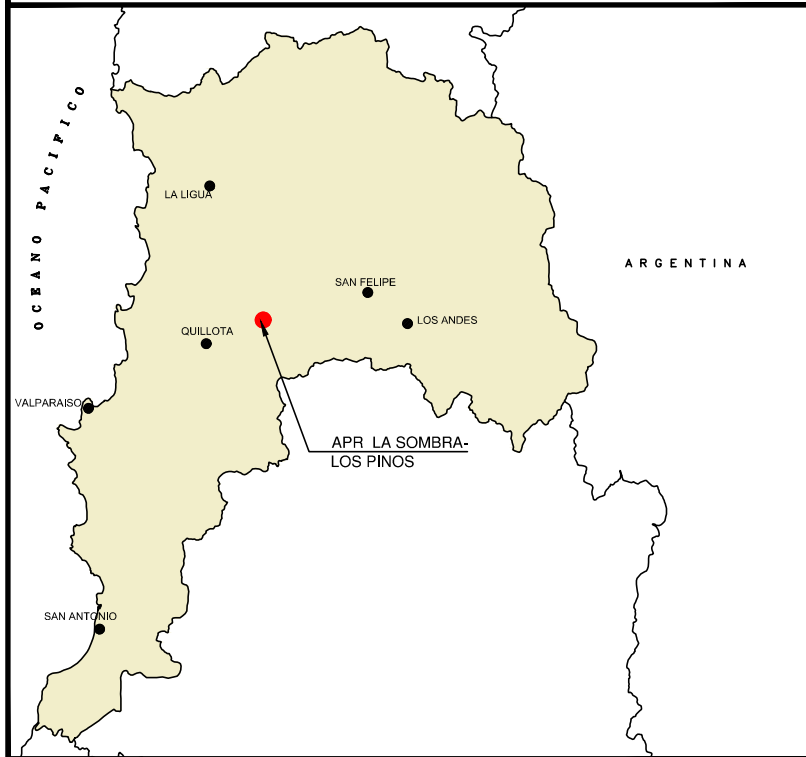 OCEANO PACIFICO
LA LIGUA
ARGENTINA
SAN FELIPE
LOS ANDES
QUILLOTA
VALPARAISO
APR LA SOMBRA-
LOS PINOS
SAN ANTONIO